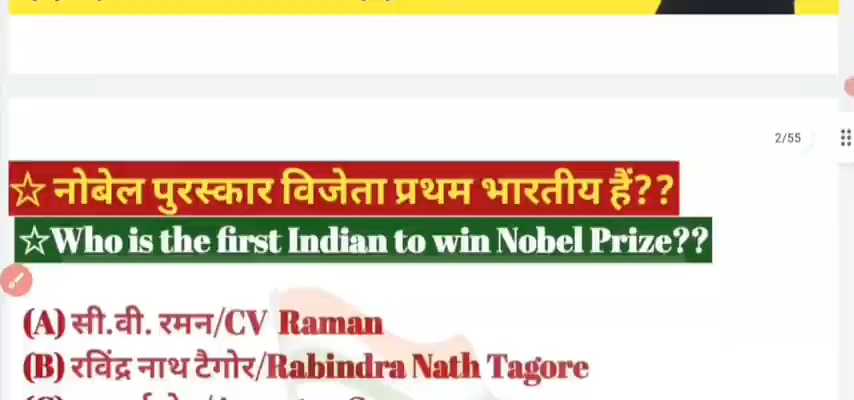 2/55
☆ नोबेल पुरस्कार विजेता प्रथम भारतीय हैं??
☆Who is the first Indian to win Nobel Prize??
(A) सी.वी. रमन/CV Raman
(B) रविंद्र नाथ टैगोर/Rabindra Nath Tagore